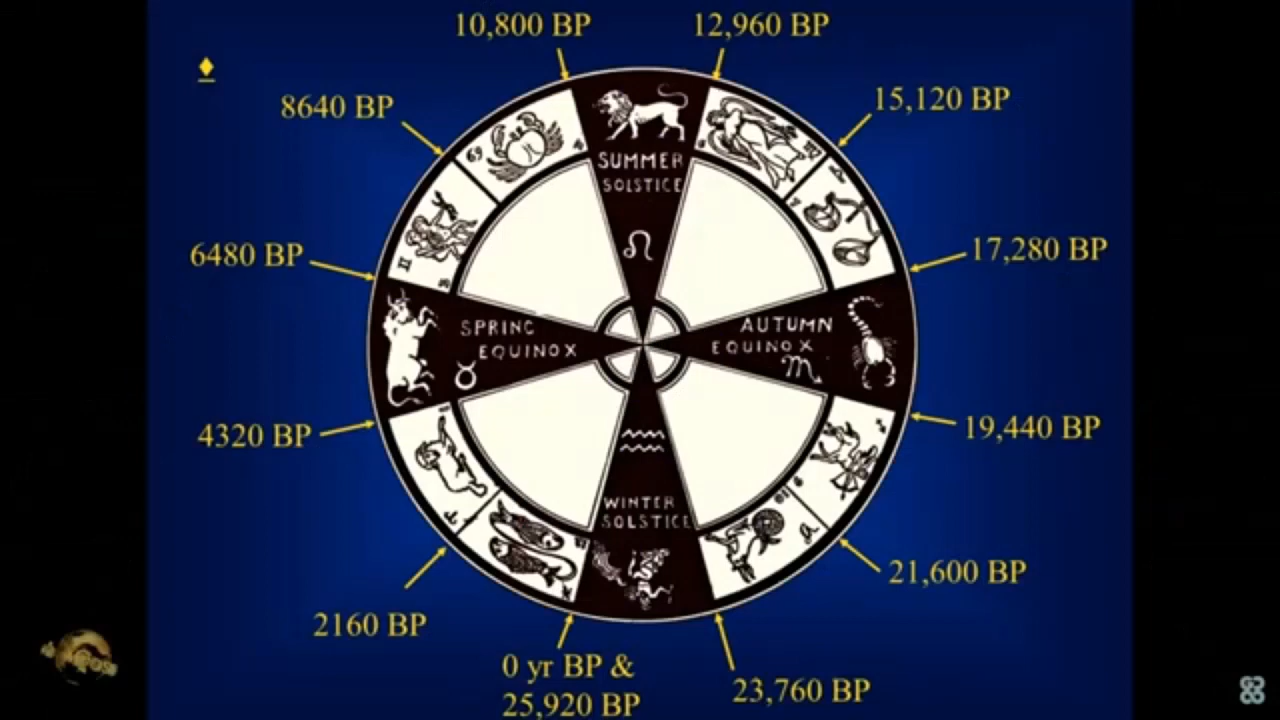 10,800 BP
12,960 BP
8640 BP
15,120 BP
SUMMER
SOLSTICE
♌
6480 BP
17,280 BP
SPRING
EQUINOX
♉
AUTUMN
EQUINOX
♏
4320 BP
19,440 BP
♒
WINTER
SOLSTICE
21,600 BP
2160 BP
0 yr BP &
25,920 BP
23,760 BP